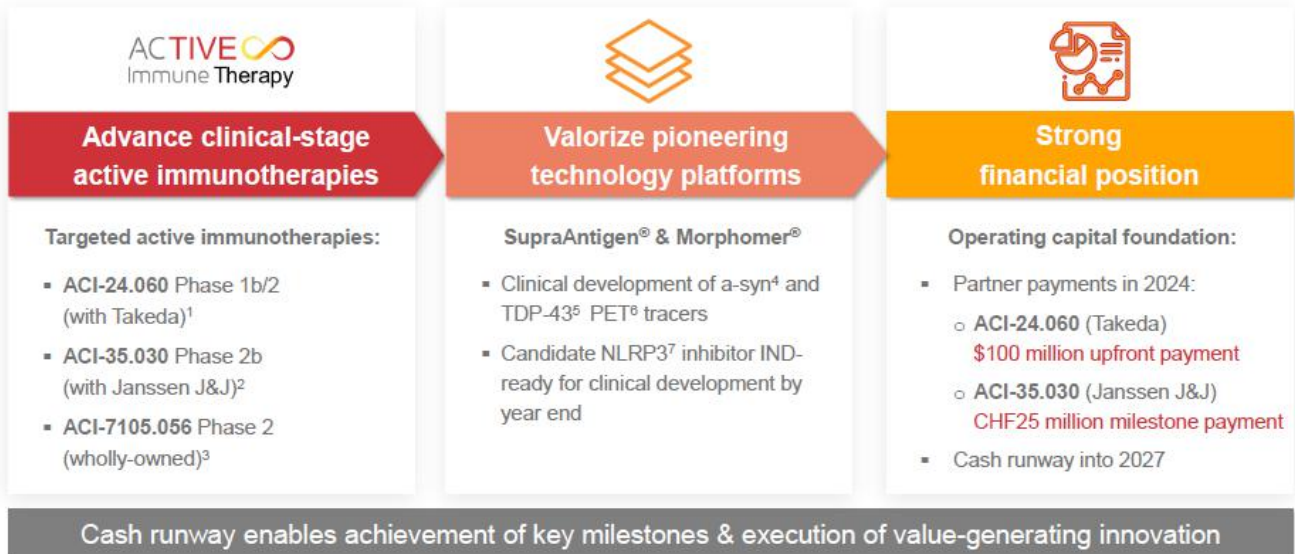 ACTIVE
Immune Therapy
Advance clinical-stage
active immunotherapies
Targeted active immunotherapies:
▪ ACI-24.060 Phase 1b/2
(with Takeda)¹
▪ ACI-35.030 Phase 2b
(with Janssen J&J)²
▪ ACI-7105.056 Phase 2
(wholly-owned)³
Valorize pioneering
technology platforms
SupraAntigen® & Morphomer®
▪ Clinical development of a-syn⁴ and
TDP-43⁵ PET⁶ tracers
▪ Candidate NLRP3⁷ inhibitor IND-
ready for clinical development by
year end
Strong
financial position
Operating capital foundation:
▪ Partner payments in 2024:
○ ACI-24.060 (Takeda)
$100 million upfront payment
○ ACI-35.030 (Janssen J&J)
CHF25 million milestone payment
▪ Cash runway into 2027
Cash runway enables achievement of key milestones & execution of value-generating innovation